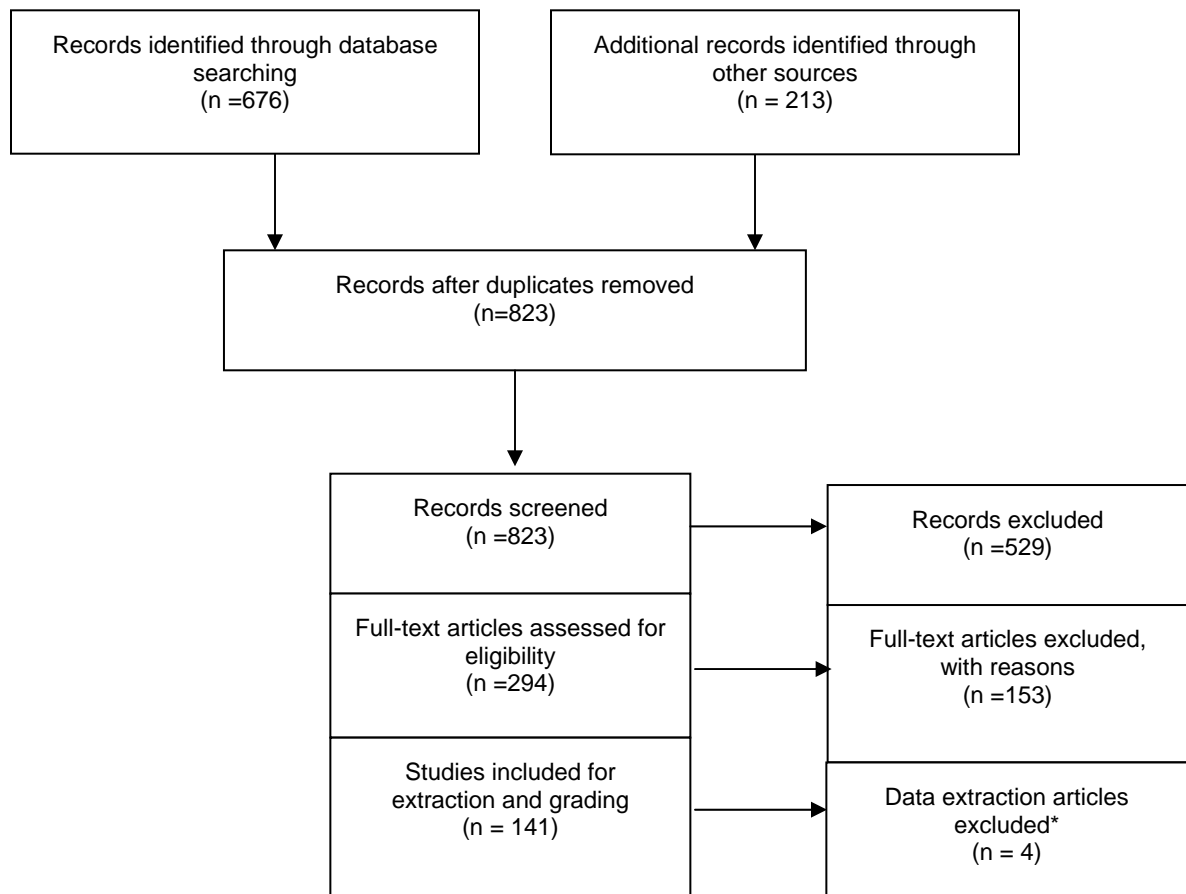 Records identified through database
searching
(n =676)
Additional records identified through
other sources
(n = 213)
Records after duplicates removed
(n=823)
Records screened
(n =823)
Records excluded
(n =529)
Full-text articles assessed for
eligibility
(n =294)
Full-text articles excluded,
with reasons
(n =153)
Studies included for
extraction and grading
(n = 141)
Data extraction articles
excluded*
(n = 4)